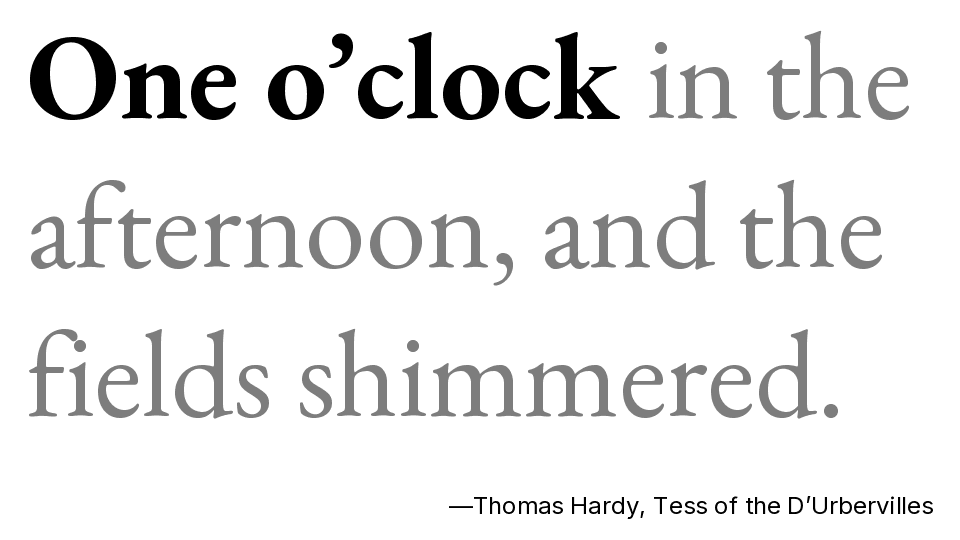 One o’clock in the
afternoon, and the
fields shimmered.
—Thomas Hardy, Tess of the D’Urbervilles